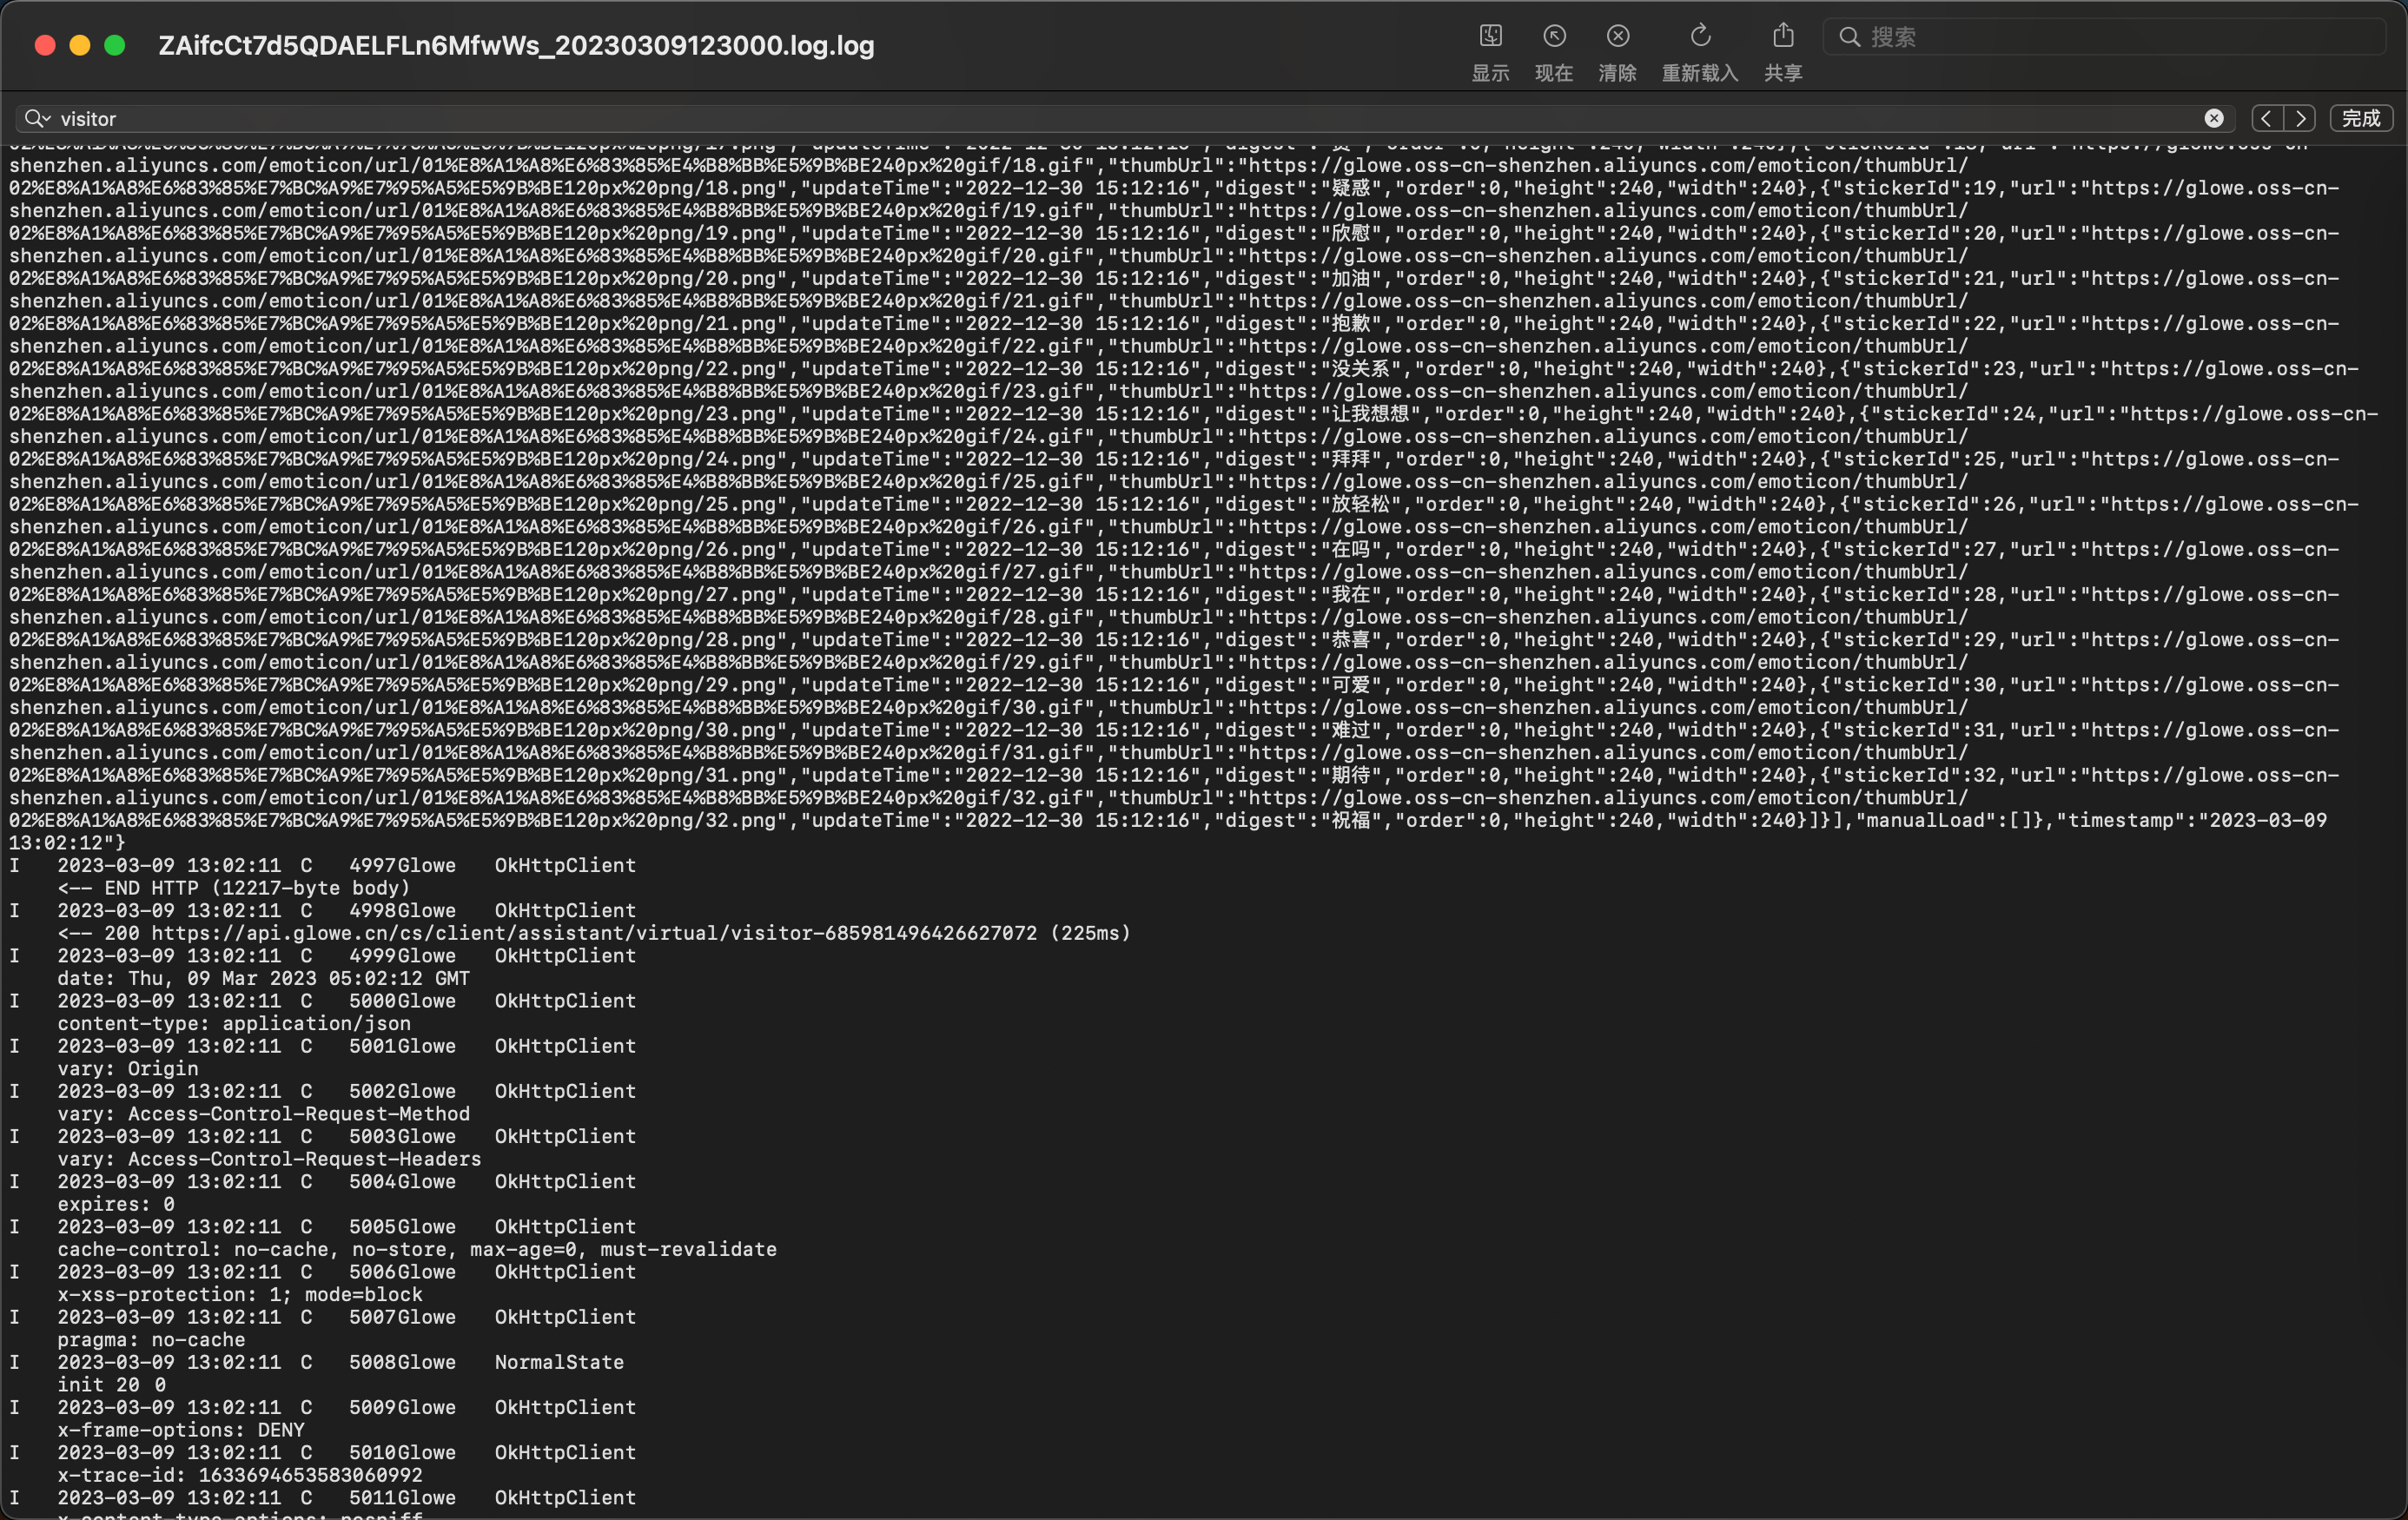 ZAifcCt7d5QDAELFLn6MfwWs_20230309123000.log.log
显示 现在 清除 重新载入 共享 搜索
visitor 完成
shenzhen.aliyuncs.com/emoticon/url/01%E8%A1%A8%E6%83%85%E4%B8%BB%E5%9B%BE240px%20gif/18.gif","thumbUrl":"https://glowe.oss-cn-shenzhen.aliyuncs.com/emoticon/thumbUrl/
02%E8%A1%A8%E6%83%85%E7%BC%A9%E7%95%A5%E5%9B%BE120px%20png/18.png","updateTime":"2022-12-30 15:12:16","digest":"疑惑","order":0,"height":240,"width":240},{"stickerId":19,"url":"https://glowe.oss-cn-
shenzhen.aliyuncs.com/emoticon/url/01%E8%A1%A8%E6%83%85%E4%B8%BB%E5%9B%BE240px%20gif/19.gif","thumbUrl":"https://glowe.oss-cn-shenzhen.aliyuncs.com/emoticon/thumbUrl/
02%E8%A1%A8%E6%83%85%E7%BC%A9%E7%95%A5%E5%9B%BE120px%20png/19.png","updateTime":"2022-12-30 15:12:16","digest":"欣慰","order":0,"height":240,"width":240},{"stickerId":20,"url":"https://glowe.oss-cn-
shenzhen.aliyuncs.com/emoticon/url/01%E8%A1%A8%E6%83%85%E4%B8%BB%E5%9B%BE240px%20gif/20.gif","thumbUrl":"https://glowe.oss-cn-shenzhen.aliyuncs.com/emoticon/thumbUrl/
02%E8%A1%A8%E6%83%85%E7%BC%A9%E7%95%A5%E5%9B%BE120px%20png/20.png","updateTime":"2022-12-30 15:12:16","digest":"加油","order":0,"height":240,"width":240},{"stickerId":21,"url":"https://glowe.oss-cn-
shenzhen.aliyuncs.com/emoticon/url/01%E8%A1%A8%E6%83%85%E4%B8%BB%E5%9B%BE240px%20gif/21.gif","thumbUrl":"https://glowe.oss-cn-shenzhen.aliyuncs.com/emoticon/thumbUrl/
02%E8%A1%A8%E6%83%85%E7%BC%A9%E7%95%A5%E5%9B%BE120px%20png/21.png","updateTime":"2022-12-30 15:12:16","digest":"抱歉","order":0,"height":240,"width":240},{"stickerId":22,"url":"https://glowe.oss-cn-
shenzhen.aliyuncs.com/emoticon/url/01%E8%A1%A8%E6%83%85%E4%B8%BB%E5%9B%BE240px%20gif/22.gif","thumbUrl":"https://glowe.oss-cn-shenzhen.aliyuncs.com/emoticon/thumbUrl/
02%E8%A1%A8%E6%83%85%E7%BC%A9%E7%95%A5%E5%9B%BE120px%20png/22.png","updateTime":"2022-12-30 15:12:16","digest":"没关系","order":0,"height":240,"width":240},{"stickerId":23,"url":"https://glowe.oss-cn-
shenzhen.aliyuncs.com/emoticon/url/01%E8%A1%A8%E6%83%85%E4%B8%BB%E5%9B%BE240px%20gif/23.gif","thumbUrl":"https://glowe.oss-cn-shenzhen.aliyuncs.com/emoticon/thumbUrl/
02%E8%A1%A8%E6%83%85%E7%BC%A9%E7%95%A5%E5%9B%BE120px%20png/23.png","updateTime":"2022-12-30 15:12:16","digest":"让我想想","order":0,"height":240,"width":240},{"stickerId":24,"url":"https://glowe.oss-cn-
shenzhen.aliyuncs.com/emoticon/url/01%E8%A1%A8%E6%83%85%E4%B8%BB%E5%9B%BE240px%20gif/24.gif","thumbUrl":"https://glowe.oss-cn-shenzhen.aliyuncs.com/emoticon/thumbUrl/
02%E8%A1%A8%E6%83%85%E7%BC%A9%E7%95%A5%E5%9B%BE120px%20png/24.png","updateTime":"2022-12-30 15:12:16","digest":"拜拜","order":0,"height":240,"width":240},{"stickerId":25,"url":"https://glowe.oss-cn-
shenzhen.aliyuncs.com/emoticon/url/01%E8%A1%A8%E6%83%85%E4%B8%BB%E5%9B%BE240px%20gif/25.gif","thumbUrl":"https://glowe.oss-cn-shenzhen.aliyuncs.com/emoticon/thumbUrl/
02%E8%A1%A8%E6%83%85%E7%BC%A9%E7%95%A5%E5%9B%BE120px%20png/25.png","updateTime":"2022-12-30 15:12:16","digest":"放轻松","order":0,"height":240,"width":240},{"stickerId":26,"url":"https://glowe.oss-cn-
shenzhen.aliyuncs.com/emoticon/url/01%E8%A1%A8%E6%83%85%E4%B8%BB%E5%9B%BE240px%20gif/26.gif","thumbUrl":"https://glowe.oss-cn-shenzhen.aliyuncs.com/emoticon/thumbUrl/
02%E8%A1%A8%E6%83%85%E7%BC%A9%E7%95%A5%E5%9B%BE120px%20png/26.png","updateTime":"2022-12-30 15:12:16","digest":"在吗","order":0,"height":240,"width":240},{"stickerId":27,"url":"https://glowe.oss-cn-
shenzhen.aliyuncs.com/emoticon/url/01%E8%A1%A8%E6%83%85%E4%B8%BB%E5%9B%BE240px%20gif/27.gif","thumbUrl":"https://glowe.oss-cn-shenzhen.aliyuncs.com/emoticon/thumbUrl/
02%E8%A1%A8%E6%83%85%E7%BC%A9%E7%95%A5%E5%9B%BE120px%20png/27.png","updateTime":"2022-12-30 15:12:16","digest":"我在","order":0,"height":240,"width":240},{"stickerId":28,"url":"https://glowe.oss-cn-
shenzhen.aliyuncs.com/emoticon/url/01%E8%A1%A8%E6%83%85%E4%B8%BB%E5%9B%BE240px%20gif/28.gif","thumbUrl":"https://glowe.oss-cn-shenzhen.aliyuncs.com/emoticon/thumbUrl/
02%E8%A1%A8%E6%83%85%E7%BC%A9%E7%95%A5%E5%9B%BE120px%20png/28.png","updateTime":"2022-12-30 15:12:16","digest":"恭喜","order":0,"height":240,"width":240},{"stickerId":29,"url":"https://glowe.oss-cn-
shenzhen.aliyuncs.com/emoticon/url/01%E8%A1%A8%E6%83%85%E4%B8%BB%E5%9B%BE240px%20gif/29.gif","thumbUrl":"https://glowe.oss-cn-shenzhen.aliyuncs.com/emoticon/thumbUrl/
02%E8%A1%A8%E6%83%85%E7%BC%A9%E7%95%A5%E5%9B%BE120px%20png/29.png","updateTime":"2022-12-30 15:12:16","digest":"可爱","order":0,"height":240,"width":240},{"stickerId":30,"url":"https://glowe.oss-cn-
shenzhen.aliyuncs.com/emoticon/url/01%E8%A1%A8%E6%83%85%E4%B8%BB%E5%9B%BE240px%20gif/30.gif","thumbUrl":"https://glowe.oss-cn-shenzhen.aliyuncs.com/emoticon/thumbUrl/
02%E8%A1%A8%E6%83%85%E7%BC%A9%E7%95%A5%E5%9B%BE120px%20png/30.png","updateTime":"2022-12-30 15:12:16","digest":"难过","order":0,"height":240,"width":240},{"stickerId":31,"url":"https://glowe.oss-cn-
shenzhen.aliyuncs.com/emoticon/url/01%E8%A1%A8%E6%83%85%E4%B8%BB%E5%9B%BE240px%20gif/31.gif","thumbUrl":"https://glowe.oss-cn-shenzhen.aliyuncs.com/emoticon/thumbUrl/
02%E8%A1%A8%E6%83%85%E7%BC%A9%E7%95%A5%E5%9B%BE120px%20png/31.png","updateTime":"2022-12-30 15:12:16","digest":"期待","order":0,"height":240,"width":240},{"stickerId":32,"url":"https://glowe.oss-cn-
shenzhen.aliyuncs.com/emoticon/url/01%E8%A1%A8%E6%83%85%E4%B8%BB%E5%9B%BE240px%20gif/32.gif","thumbUrl":"https://glowe.oss-cn-shenzhen.aliyuncs.com/emoticon/thumbUrl/
02%E8%A1%A8%E6%83%85%E7%BC%A9%E7%95%A5%E5%9B%BE120px%20png/32.png","updateTime":"2022-12-30 15:12:16","digest":"祝福","order":0,"height":240,"width":240}]}],"manualLoad":[]},"timestamp":"2023-03-09
13:02:12"}
I 2023-03-09 13:02:11 C 4997Glowe OkHttpClient
<-- END HTTP (12217-byte body)
I 2023-03-09 13:02:11 C 4998Glowe OkHttpClient
<-- 200 https://api.glowe.cn/cs/client/assistant/virtual/visitor-685981496426627072 (225ms)
I 2023-03-09 13:02:11 C 4999Glowe OkHttpClient
date: Thu, 09 Mar 2023 05:02:12 GMT
I 2023-03-09 13:02:11 C 5000Glowe OkHttpClient
content-type: application/json
I 2023-03-09 13:02:11 C 5001Glowe OkHttpClient
vary: Origin
I 2023-03-09 13:02:11 C 5002Glowe OkHttpClient
vary: Access-Control-Request-Method
I 2023-03-09 13:02:11 C 5003Glowe OkHttpClient
vary: Access-Control-Request-Headers
I 2023-03-09 13:02:11 C 5004Glowe OkHttpClient
expires: 0
I 2023-03-09 13:02:11 C 5005Glowe OkHttpClient
cache-control: no-cache, no-store, max-age=0, must-revalidate
I 2023-03-09 13:02:11 C 5006Glowe OkHttpClient
x-xss-protection: 1; mode=block
I 2023-03-09 13:02:11 C 5007Glowe OkHttpClient
pragma: no-cache
I 2023-03-09 13:02:11 C 5008Glowe NormalState
init 20 0
I 2023-03-09 13:02:11 C 5009Glowe OkHttpClient
x-frame-options: DENY
I 2023-03-09 13:02:11 C 5010Glowe OkHttpClient
x-trace-id: 1633694653583060992
I 2023-03-09 13:02:11 C 5011Glowe OkHttpClient
x-content-type-options: nosniff